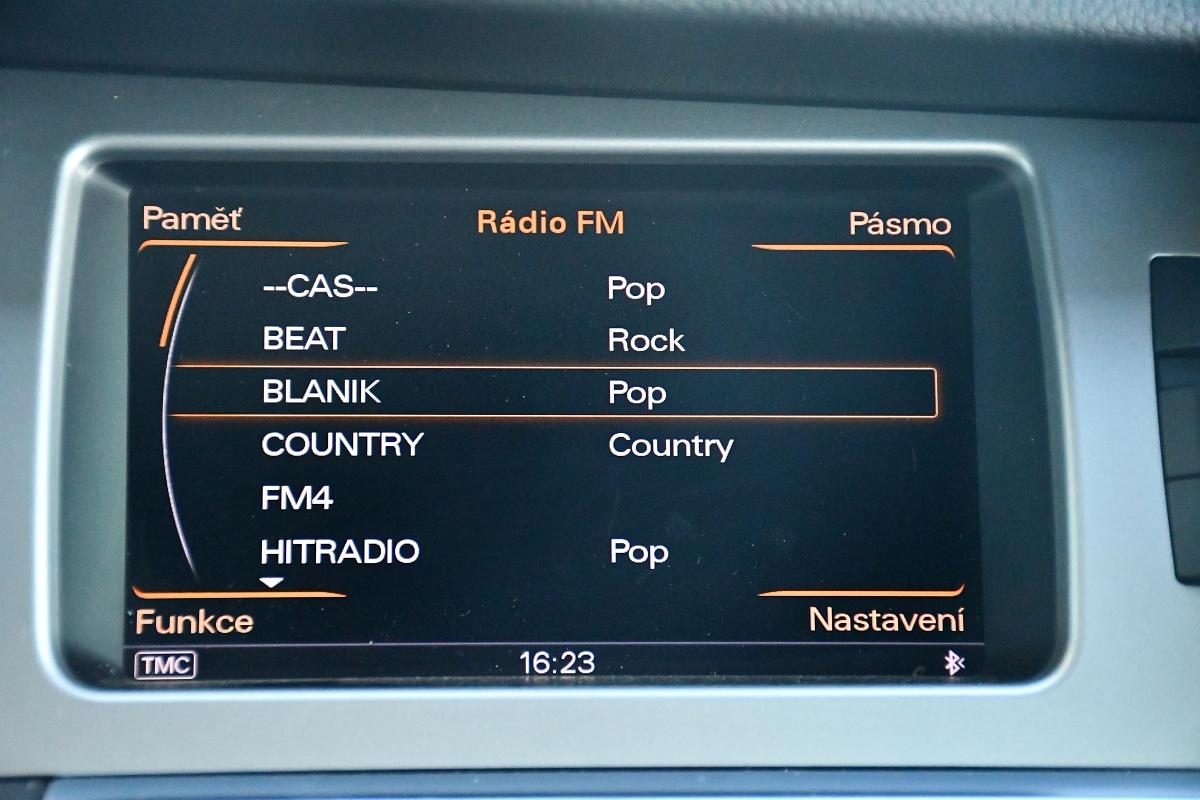 Paměť Rádio FM Pásmo
--CAS-- Pop
BEAT Rock
BLANIK Pop
COUNTRY Country
FM4
HITRADIO Pop
Funkce Nastavení
TMC 16:23